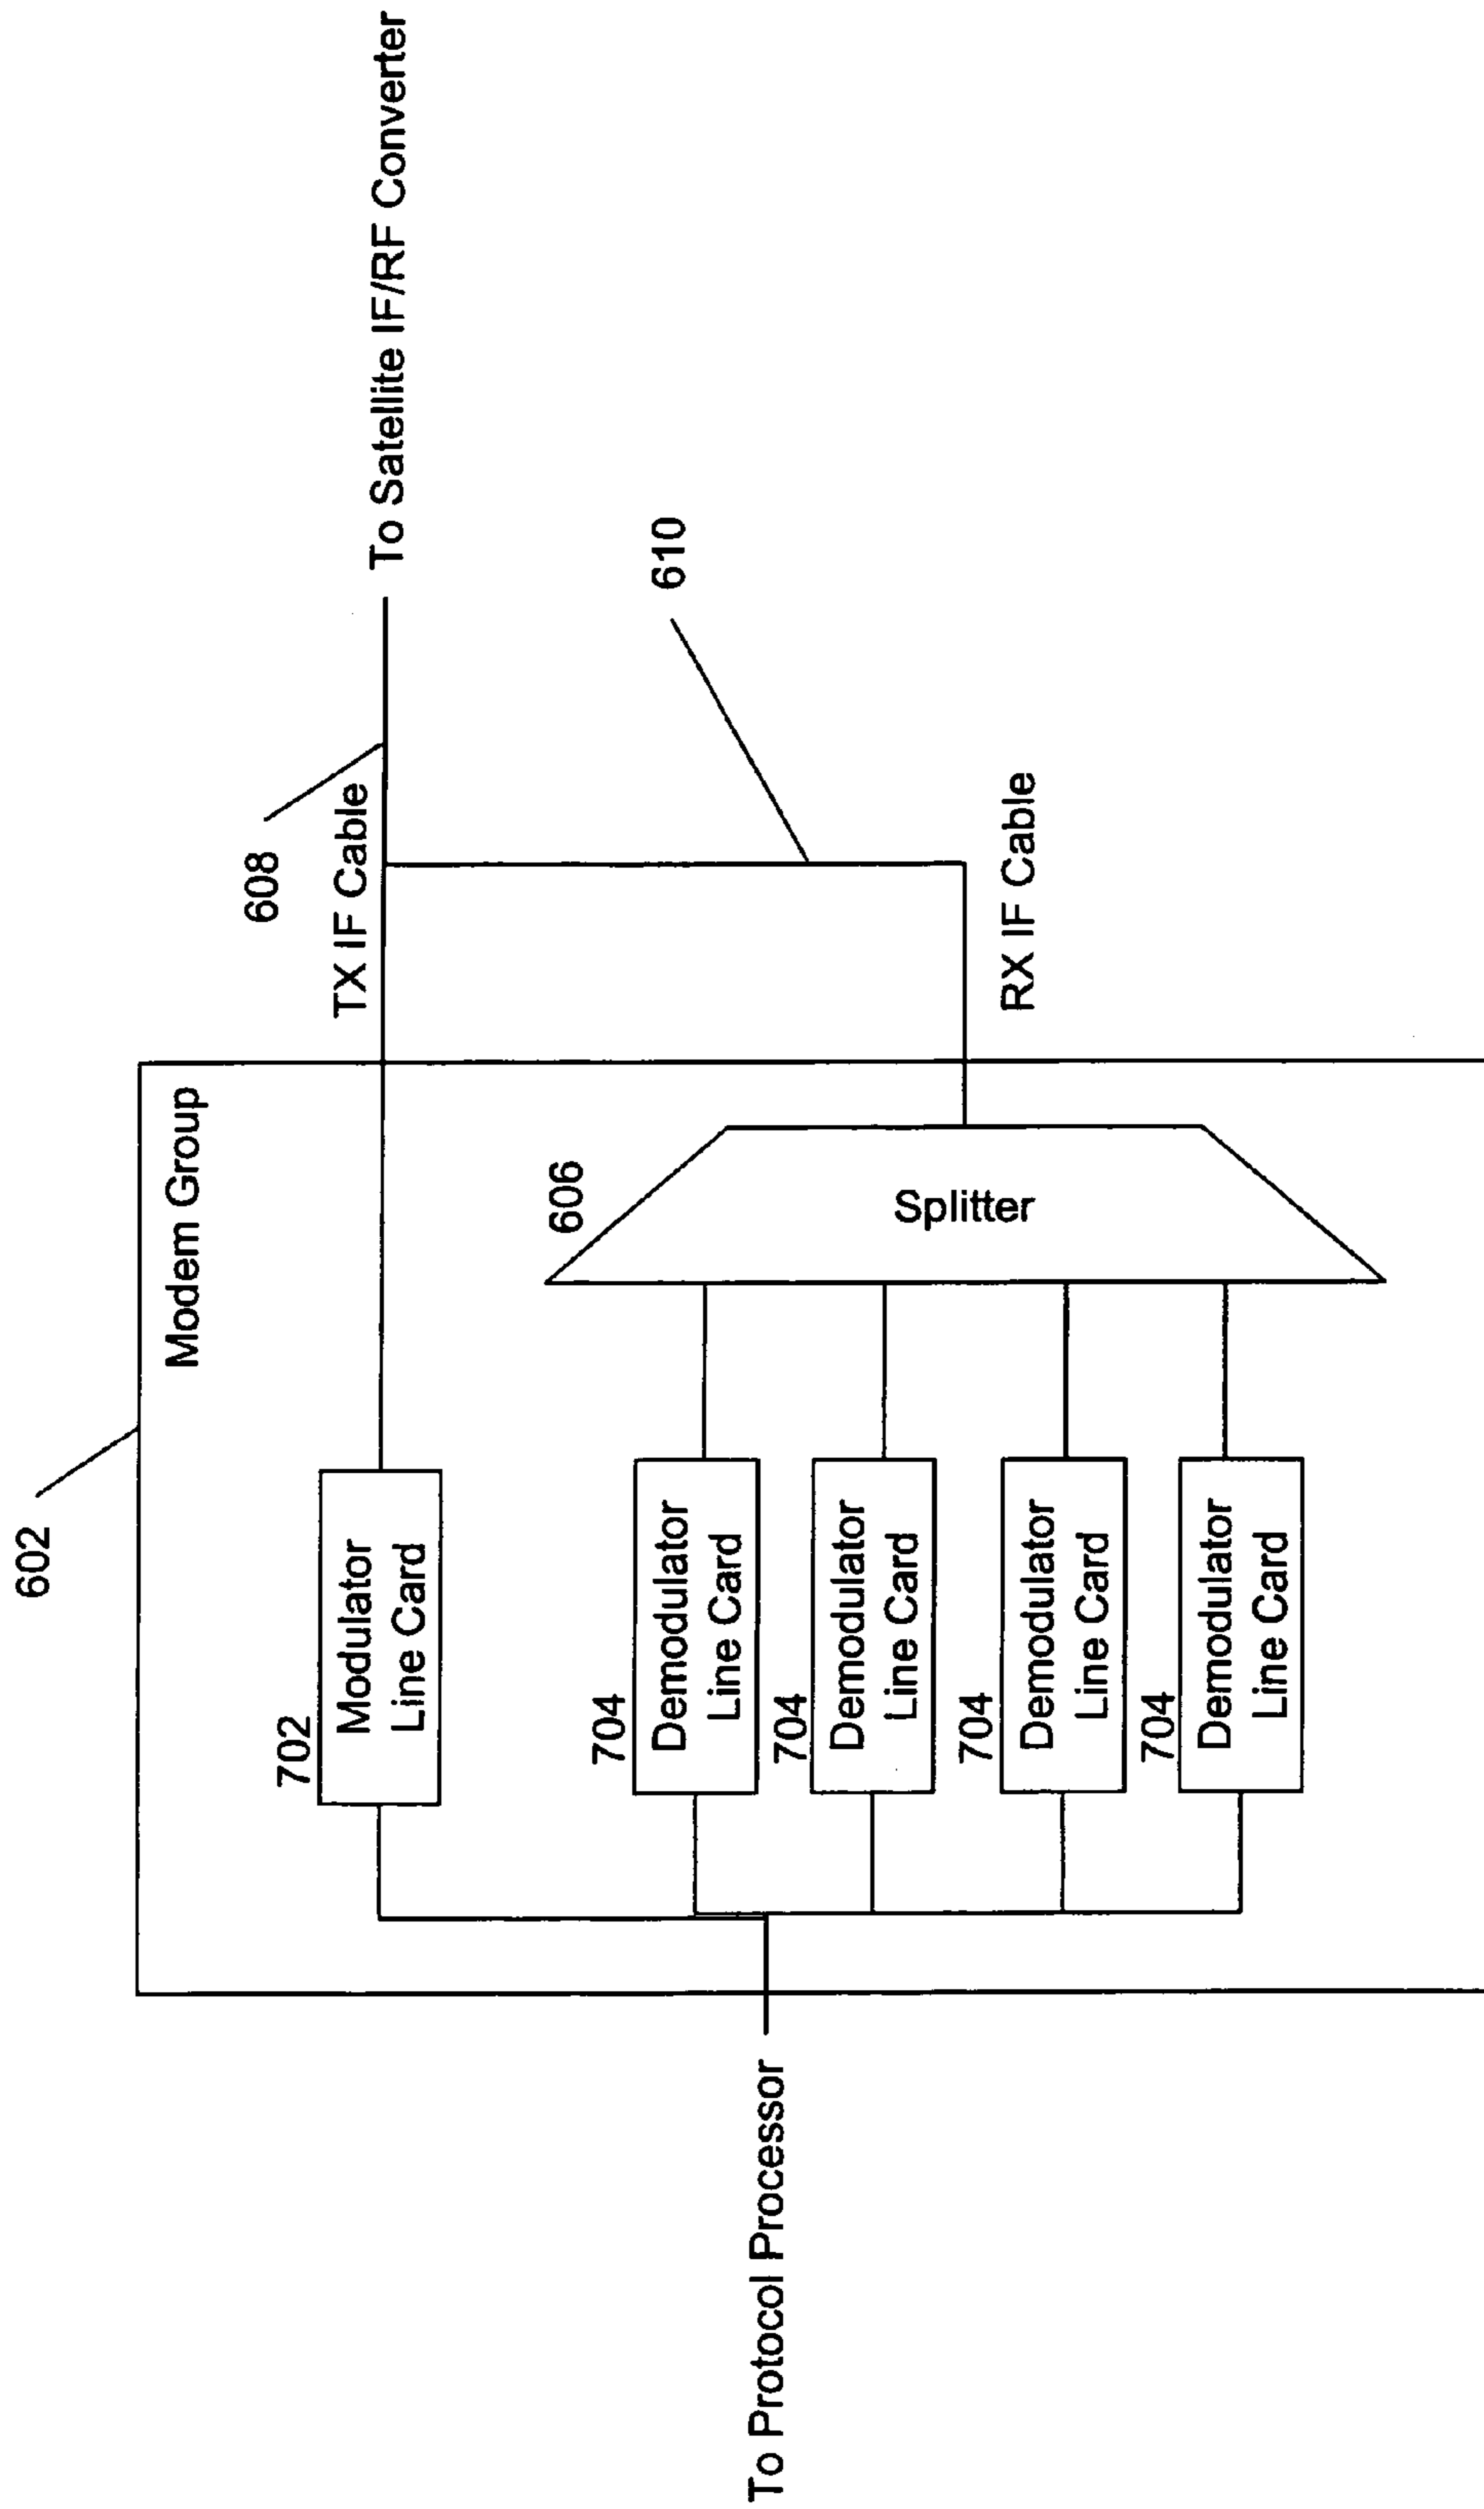 602
Modem Group
702
Modulator
Line Card
608
TX IF Cable
To Satellite IF/RF Converter
704
Demodulator
Line Card
704
Demodulator
Line Card
704
Demodulator
Line Card
704
Demodulator
Line Card
606
Splitter
610
RX IF Cable
To Protocol Processor